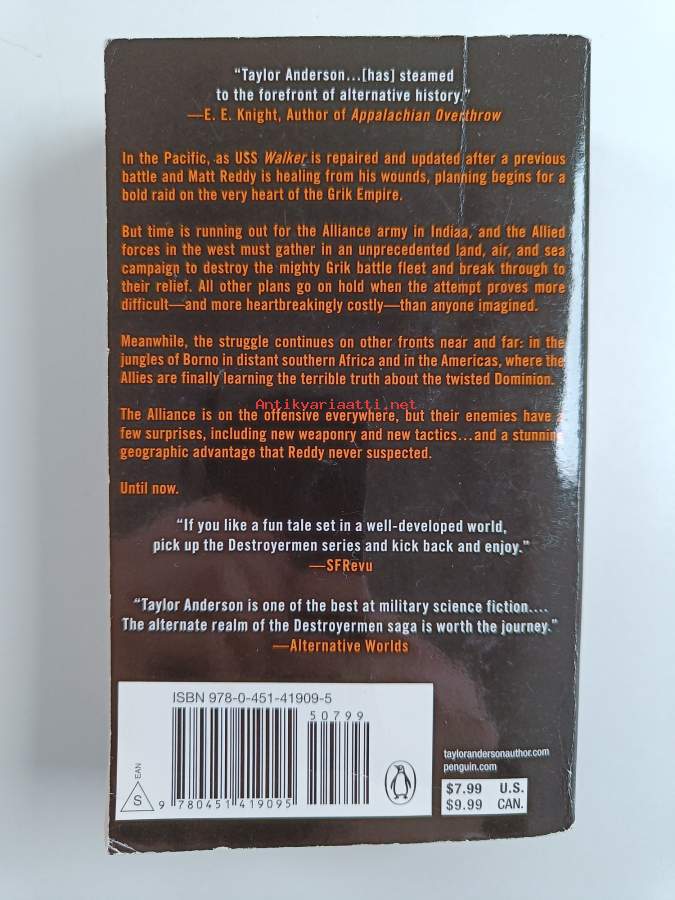 “Taylor Anderson...[has] steamed
to the forefront of alternative history.”
—E. E. Knight, Author of Appalachian Overthrow
In the Pacific, as USS Walker is repaired and updated after a previous
battle and Matt Reddy is healing from his wounds, planning begins for a
bold raid on the very heart of the Grik Empire.
But time is running out for the Alliance army in Indiaa, and the Allied
forces in the west must gather in an unprecedented land, air, and sea
campaign to destroy the mighty Grik battle fleet and break through to
their relief. All other plans go on hold when the attempt proves more
difficult—and more heartbreakingly costly—than anyone imagined.
Meanwhile, the struggle continues on other fronts near and far: in the
jungles of Borno in distant southern Africa and in the Americas, where the
Allies are finally learning the terrible truth about the twisted Dominion.
Antikvariaatti.net
The Alliance is on the offensive everywhere, but their enemies have a
few surprises, including new weaponry and new tactics...and a stunning
geographic advantage that Reddy never suspected.
Until now.
“If you like a fun tale set in a well-developed world,
pick up the Destroyermen series and kick back and enjoy.”
—SFRevu
“Taylor Anderson is one of the best at military science fiction....
The alternate realm of the Destroyermen saga is worth the journey.”
—Alternative Worlds
ISBN 978-0-451-41909-5
50799
EAN
S
9 780451 419095
taylorandersonauthor.com
penguin.com
$7.99 U.S.
$9.99 CAN.